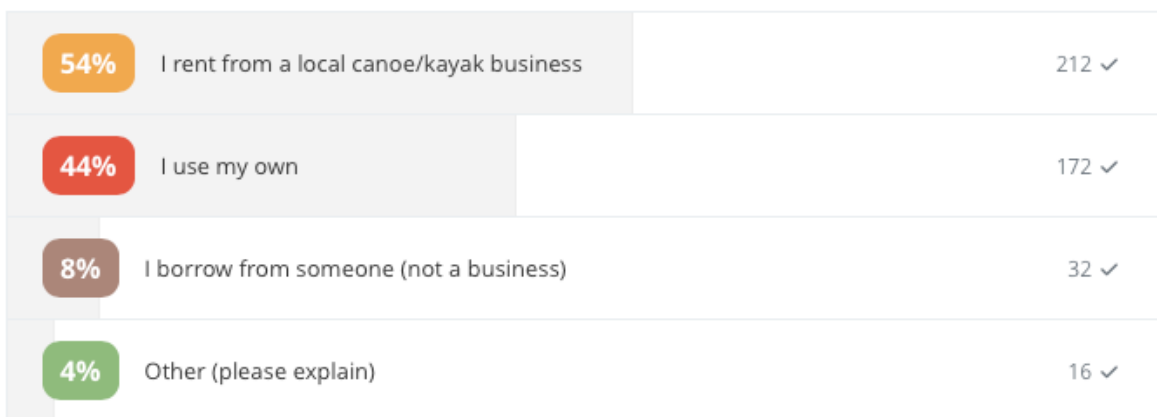 54% I rent from a local canoe/kayak business 212 ✓
44% I use my own 172 ✓
8% I borrow from someone (not a business) 32 ✓
4% Other (please explain) 16 ✓